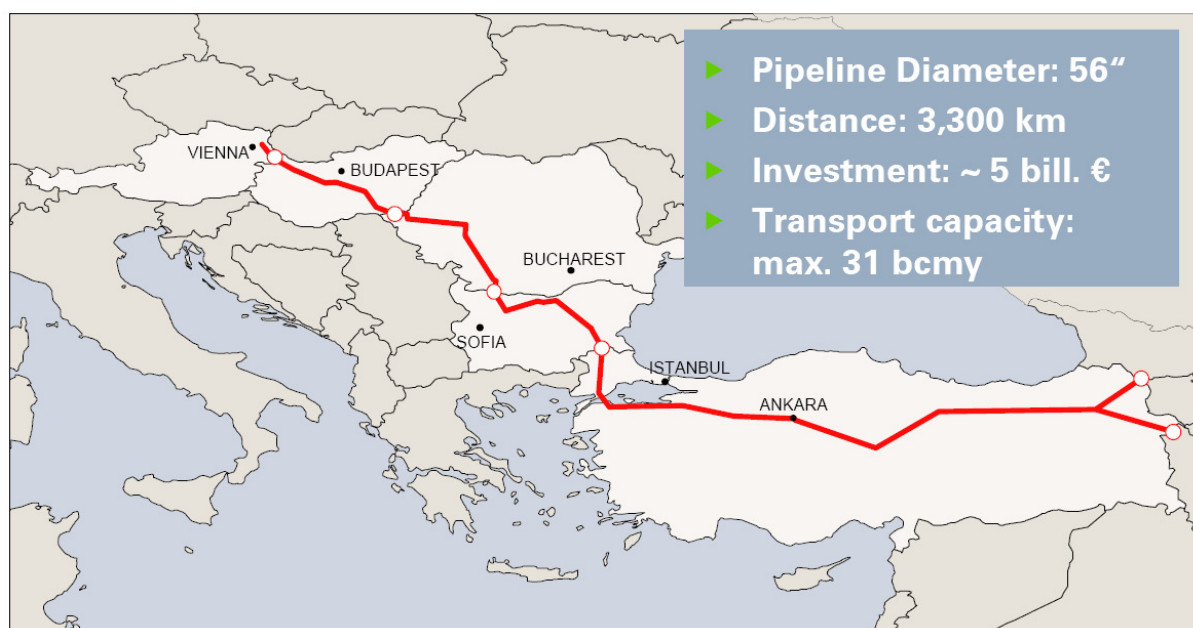 Pipeline Diameter: 56“
Distance: 3,300 km
Investment: ~ 5 bill. €
Transport capacity:
max. 31 bcmy
VIENNA
BUDAPEST
BUCHAREST
SOFIA
ISTANBUL
ANKARA